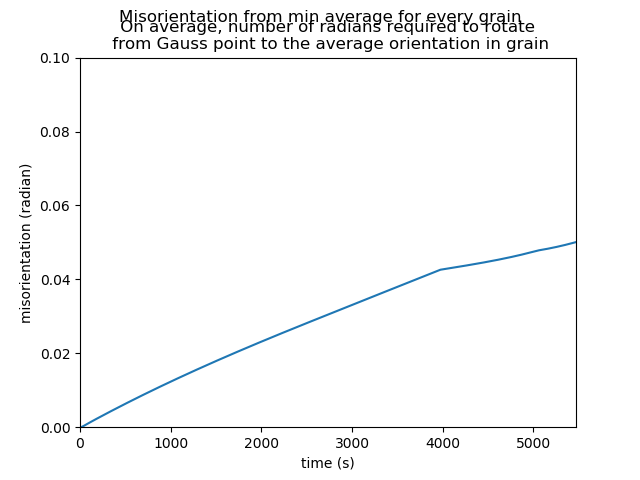 Misorientation from min average for every grain
On average, number of radians required to rotate
from Gauss point to the average orientation in grain
0.10
0.08
0.06
0.04
0.02
0.00
misorientation (radian)
0 1000 2000 3000 4000 5000
time (s)